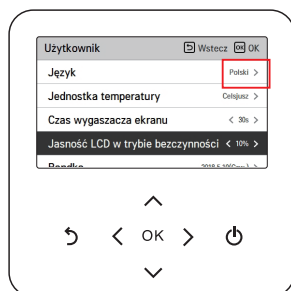 Użytkownik Wstecz OK OK
Język Polski >
Jednostka temperatury Celsjusz >
Czas wygaszacza ekranu < 30s >
Jasność LCD w trybie bezczynności < 10% >
OK